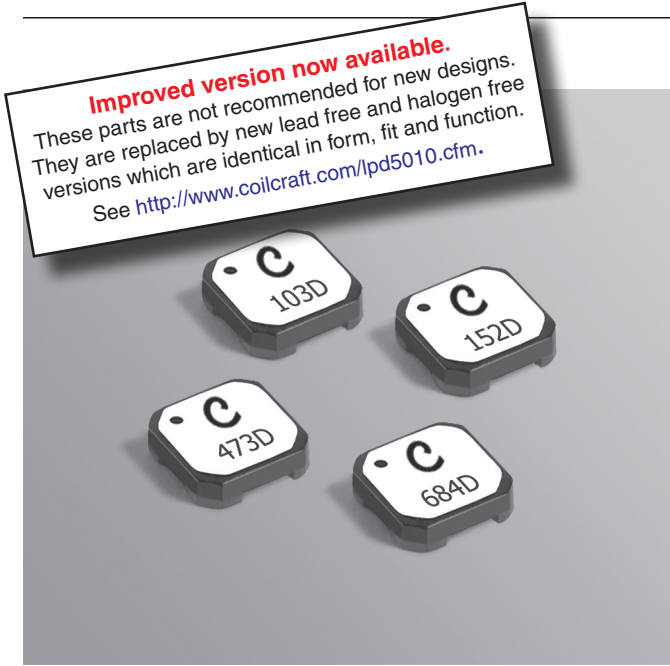 Improved version now available.
These parts are not recommended for new designs.
They are replaced by new lead free and halogen free
versions which are identical in form, fit and function.
See http://www.coilcraft.com/lpd5010.cfm.
C
103D
C
152D
C
473D
C
684D